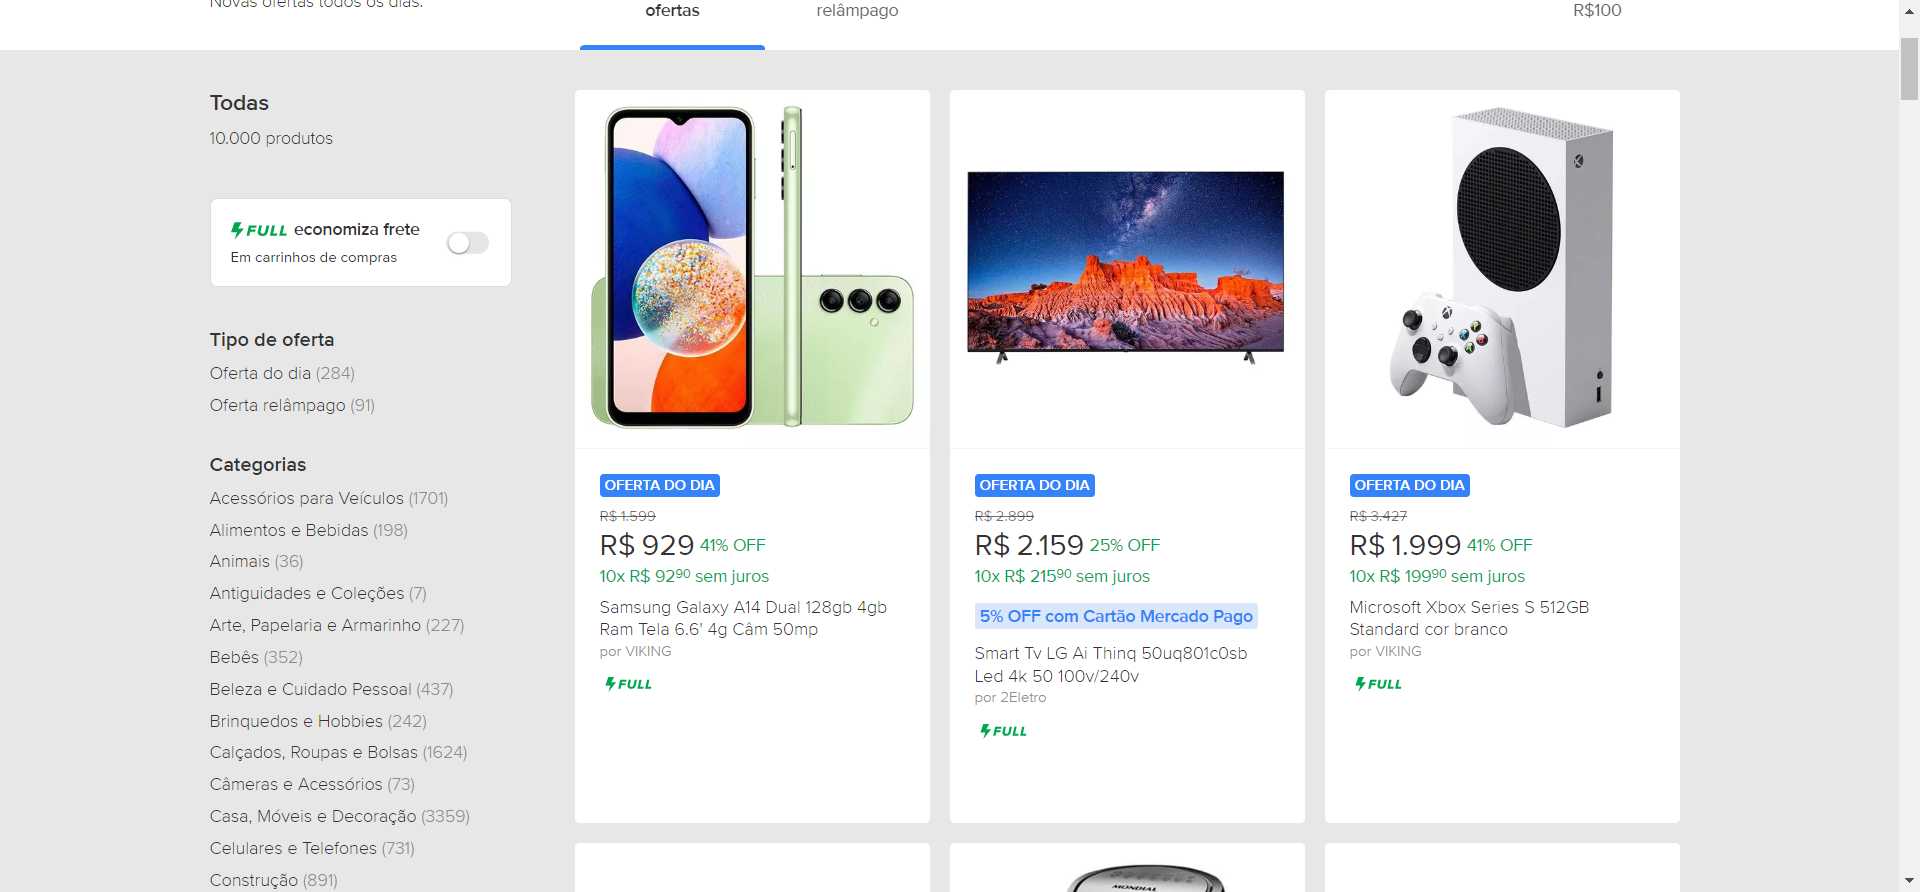 Novas ofertas todos os dias.
ofertas
relâmpago
R$100
Todas
10.000 produtos
FULL economiza frete
Em carrinhos de compras
Tipo de oferta
Oferta do dia (284)
Oferta relâmpago (91)
Categorias
Acessórios para Veículos (1701)
Alimentos e Bebidas (198)
Animais (36)
Antiguidades e Coleções (7)
Arte, Papelaria e Armarinho (227)
Bebês (352)
Beleza e Cuidado Pessoal (437)
Brinquedos e Hobbies (242)
Calçados, Roupas e Bolsas (1624)
Câmeras e Acessórios (73)
Casa, Móveis e Decoração (3359)
Celulares e Telefones (731)
Construção (891)
OFERTA DO DIA
R$ 1.599
R$ 929 41% OFF
10x R$ 92⁹⁰ sem juros
Samsung Galaxy A14 Dual 128gb 4gb
Ram Tela 6.6' 4g Câm 50mp
por VIKING
FULL
OFERTA DO DIA
R$ 2.899
R$ 2.159 25% OFF
10x R$ 215⁹⁰ sem juros
5% OFF com Cartão Mercado Pago
Smart Tv LG Ai Thinq 50uq801c0sb
Led 4k 50 100v/240v
por 2Eletro
FULL
OFERTA DO DIA
R$ 3.427
R$ 1.999 41% OFF
10x R$ 199⁹⁰ sem juros
Microsoft Xbox Series S 512GB
Standard cor branco
por VIKING
FULL
MONDIAL